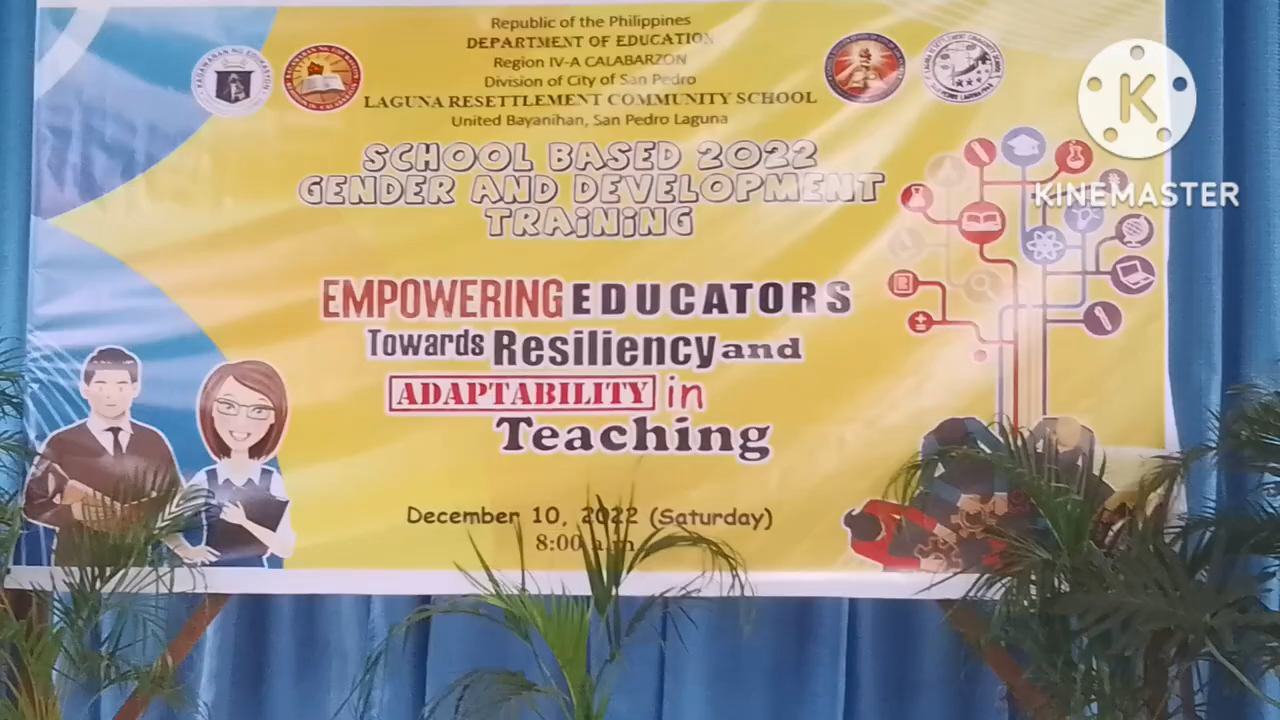 Republic of the Philippines
DEPARTMENT OF EDUCATION
Region IV-A CALABARZON
Division of City of San Pedro
LAGUNA RESETTLEMENT COMMUNITY SCHOOL
United Bayanihan, San Pedro Laguna
SCHOOL BASED 2022
GENDER AND DEVELOPMENT
TRAiNiNG
EMPOWERING EDUCATORS
Towards Resiliency and
ADAPTABILITY in
Teaching
December 10, 2022 (Saturday)
8:00 a.m.
K
KINEMASTER